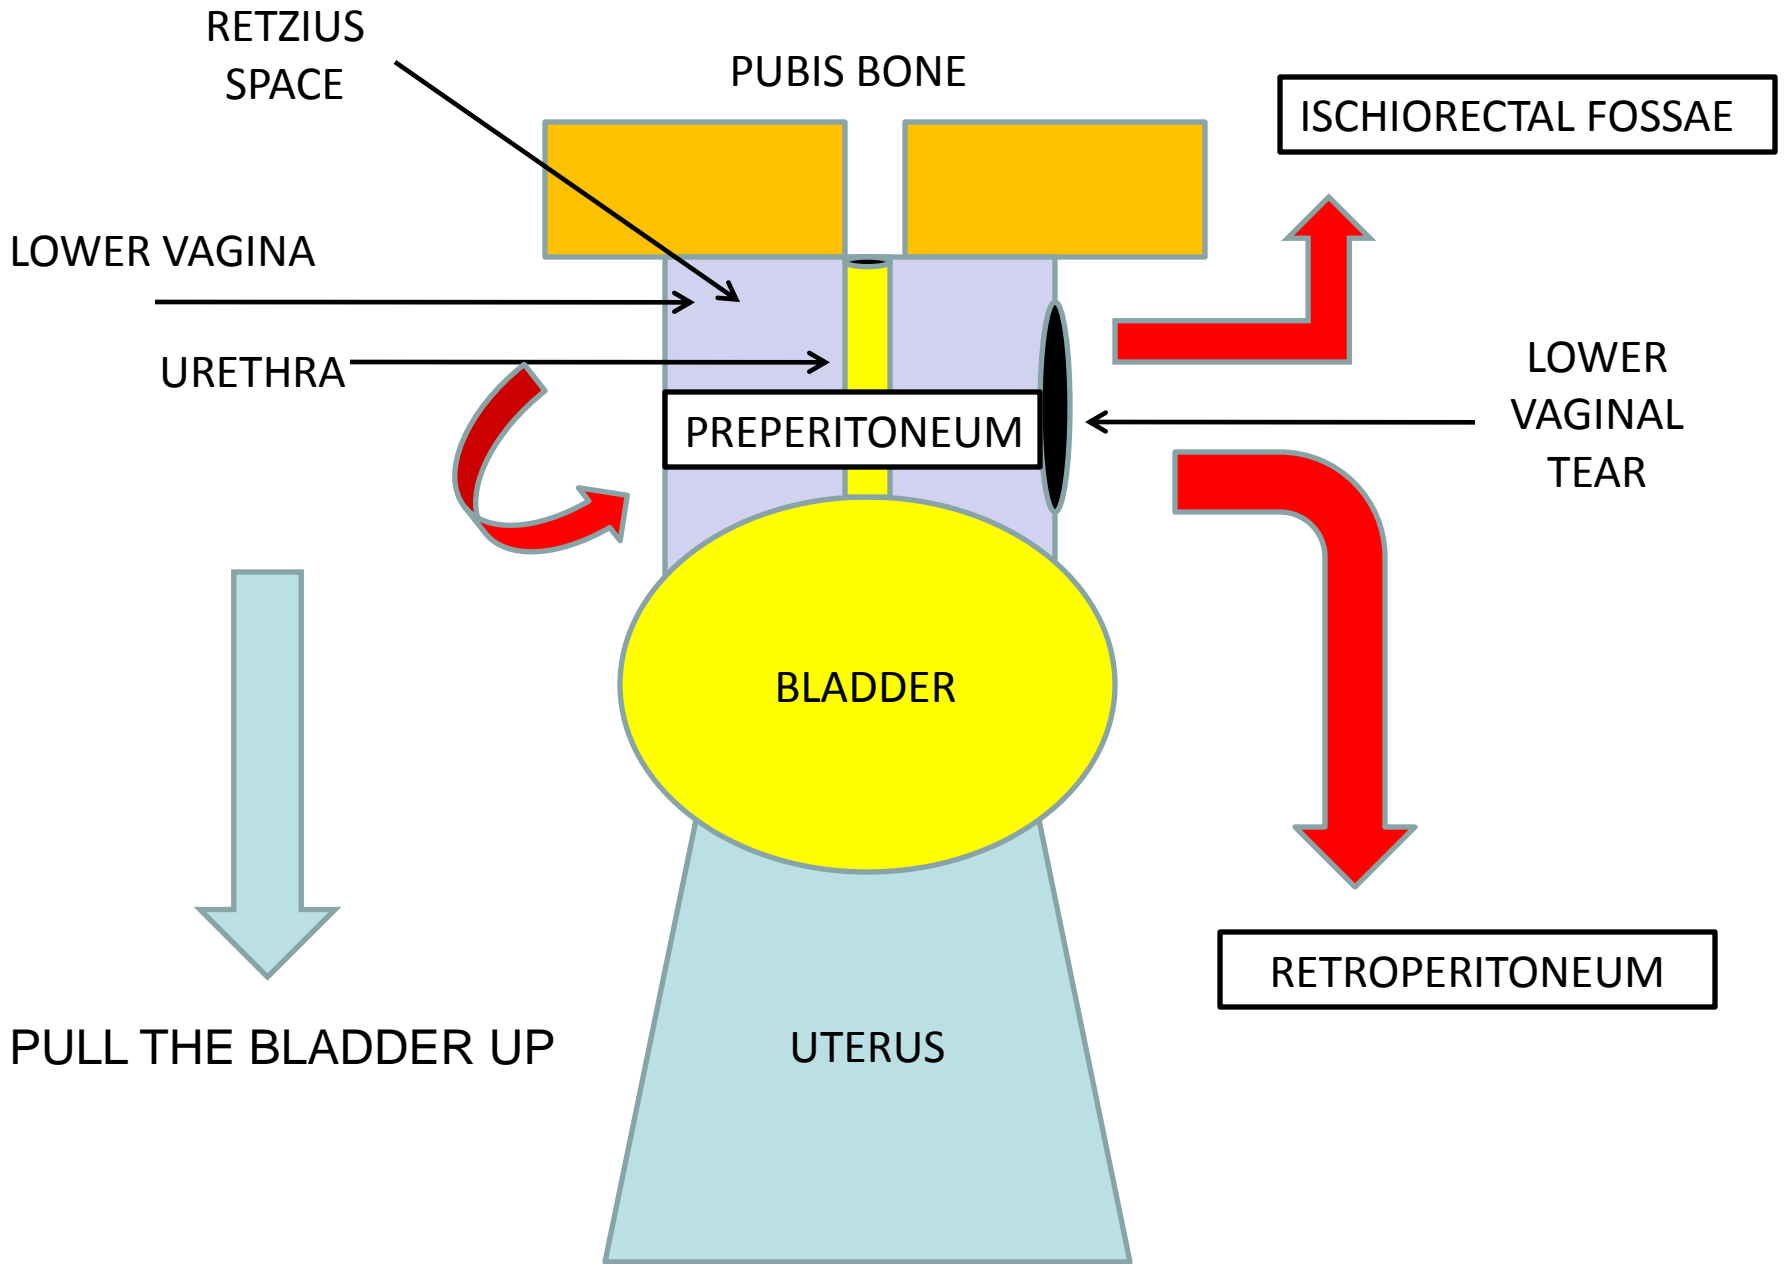 RETZIUS
SPACE
PUBIS BONE
ISCHIORECTAL FOSSAE
LOWER VAGINA
URETHRA
PREPERITONEUM
LOWER
VAGINAL
TEAR
BLADDER
RETROPERITONEUM
PULL THE BLADDER UP
UTERUS